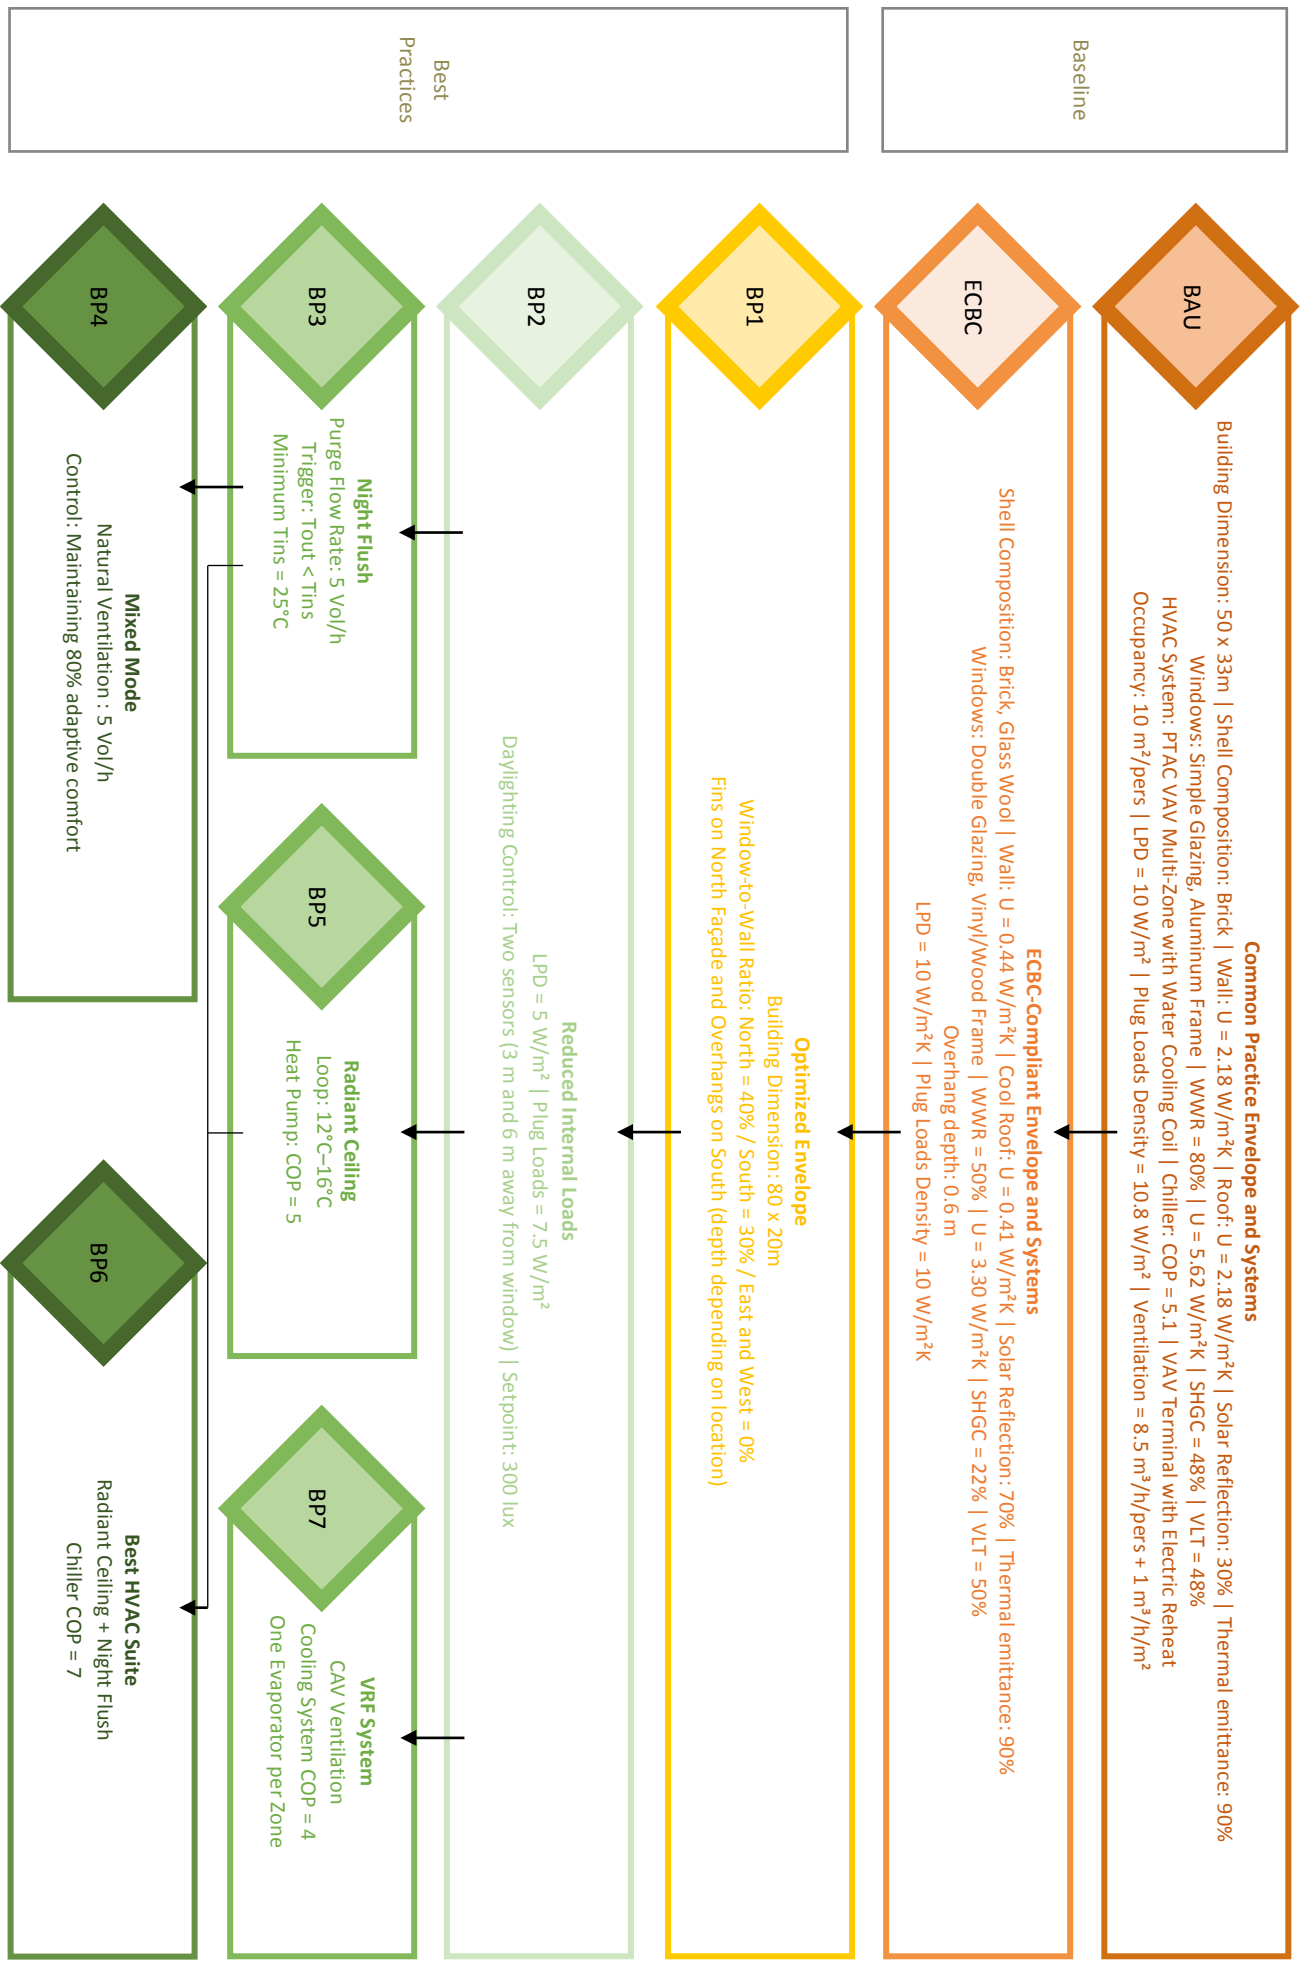 Baseline
Best
Practices
BAU
Common Practice Envelope and Systems
Building Dimension: 50 x 33m | Shell Composition: Brick | Wall: U = 2.18 W/m²K | Roof: U = 2.18 W/m²K | Solar Reflection: 30% | Thermal emittance: 90%
Windows: Simple Glazing, Aluminum Frame | WWR = 80% | U = 5.62 W/m²K | SHGC = 48% | VLT = 48%
HVAC System: PTAC VAV Multi-Zone with Water Cooling Coil | Chiller: COP = 5.1 | VAV Terminal with Electric Reheat
Occupancy: 10 m²/pers | LPD = 10 W/m² | Plug Loads Density = 10.8 W/m² | Ventilation = 8.5 m³/h/pers + 1 m³/h/m²
ECBC
ECBC-Compliant Envelope and Systems
Shell Composition: Brick, Glass Wool | Wall: U = 0.44 W/m²K | Cool Roof: U = 0.41 W/m²K | Solar Reflection: 70% | Thermal emittance: 90%
Windows: Double Glazing, Vinyl/Wood Frame | WWR = 50% | U = 3.30 W/m²K | SHGC = 22% | VLT = 50%
Overhang depth: 0.6 m
LPD = 10 W/m²K | Plug Loads Density = 10 W/m²K
BP1
Optimized Envelope
Building Dimension: 80 x 20m
Window-to-Wall Ratio: North = 40% / South = 30% / East and West = 0%
Fins on North Façade and Overhangs on South (depth depending on location)
BP2
Reduced Internal Loads
LPD = 5 W/m² | Plug Loads = 7.5 W/m²
Daylighting Control: Two sensors (3 m and 6 m away from window) | Setpoint: 300 lux
BP3
Night Flush
Purge Flow Rate: 5 Vol/h
Trigger: Tout < Tins
Minimum Tins = 25°C
BP5
Radiant Ceiling
Loop: 12°C–16°C
Heat Pump: COP = 5
BP7
VRF System
CAV Ventilation
Cooling System COP = 4
One Evaporator per Zone
BP4
Mixed Mode
Natural Ventilation : 5 Vol/h
Control: Maintaining 80% adaptive comfort
BP6
Best HVAC Suite
Radiant Ceiling + Night Flush
Chiller COP = 7